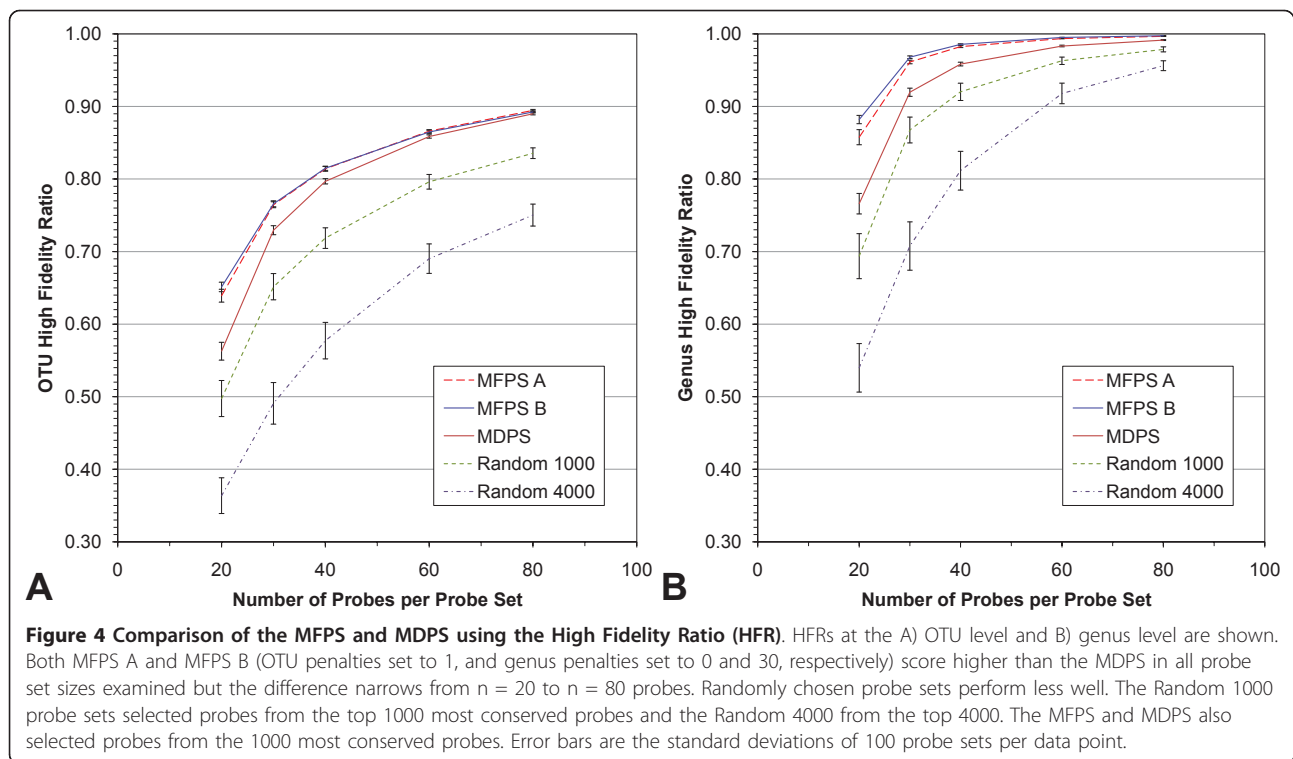 1.00
0.90
0.80
0.70
0.60
0.50
0.40
0.30
OTU High Fidelity Ratio
MFPS A
MFPS B
MDPS
Random 1000
Random 4000
0 20 40 60 80 100
A
Number of Probes per Probe Set
1.00
0.90
0.80
0.70
0.60
0.50
0.40
0.30
Genus High Fidelity Ratio
MFPS A
MFPS B
MDPS
Random 1000
Random 4000
0 20 40 60 80 100
B
Number of Probes per Probe Set
Figure 4 Comparison of the MFPS and MDPS using the High Fidelity Ratio (HFR). HFRs at the A) OTU level and B) genus level are shown.
Both MFPS A and MFPS B (OTU penalties set to 1, and genus penalties set to 0 and 30, respectively) score higher than the MDPS in all probe
set sizes examined but the difference narrows from n = 20 to n = 80 probes. Randomly chosen probe sets perform less well. The Random 1000
probe sets selected probes from the top 1000 most conserved probes and the Random 4000 from the top 4000. The MFPS and MDPS also
selected probes from the 1000 most conserved probes. Error bars are the standard deviations of 100 probe sets per data point.